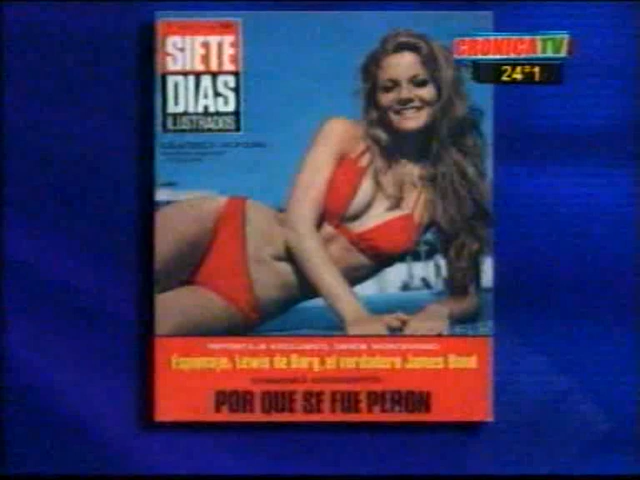 CRONICA TV
24°1
SIETE
DIAS
ILUSTRADOS
Espionaje: Lewis de Barg, el verdadero James Bond
POR QUE SE FUE PERON